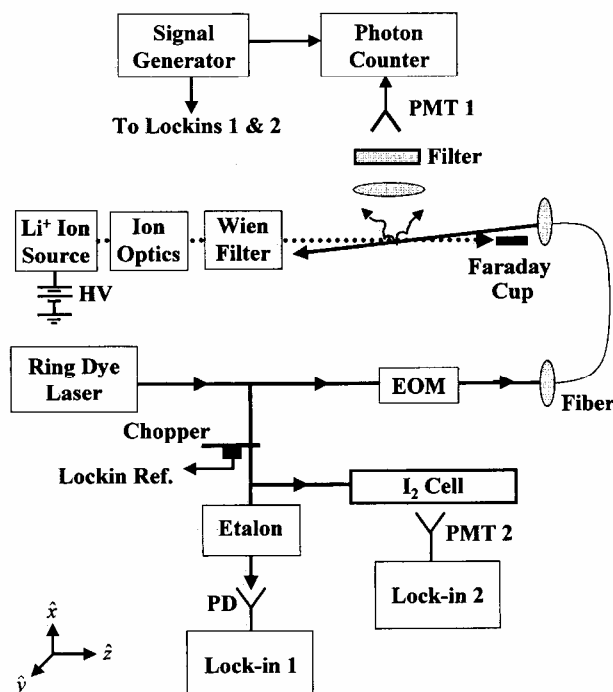 Signal
Generator
Photon
Counter
To Lockins 1 & 2
PMT 1
Filter
Li⁺ Ion
Source
Ion
Optics
Wien
Filter
Faraday
Cup
HV
Ring Dye
Laser
EOM
Fiber
Chopper
Lockin Ref.
I₂ Cell
Etalon
PMT 2
PD
Lock-in 2
Lock-in 1
x̂
ŷ
ẑ